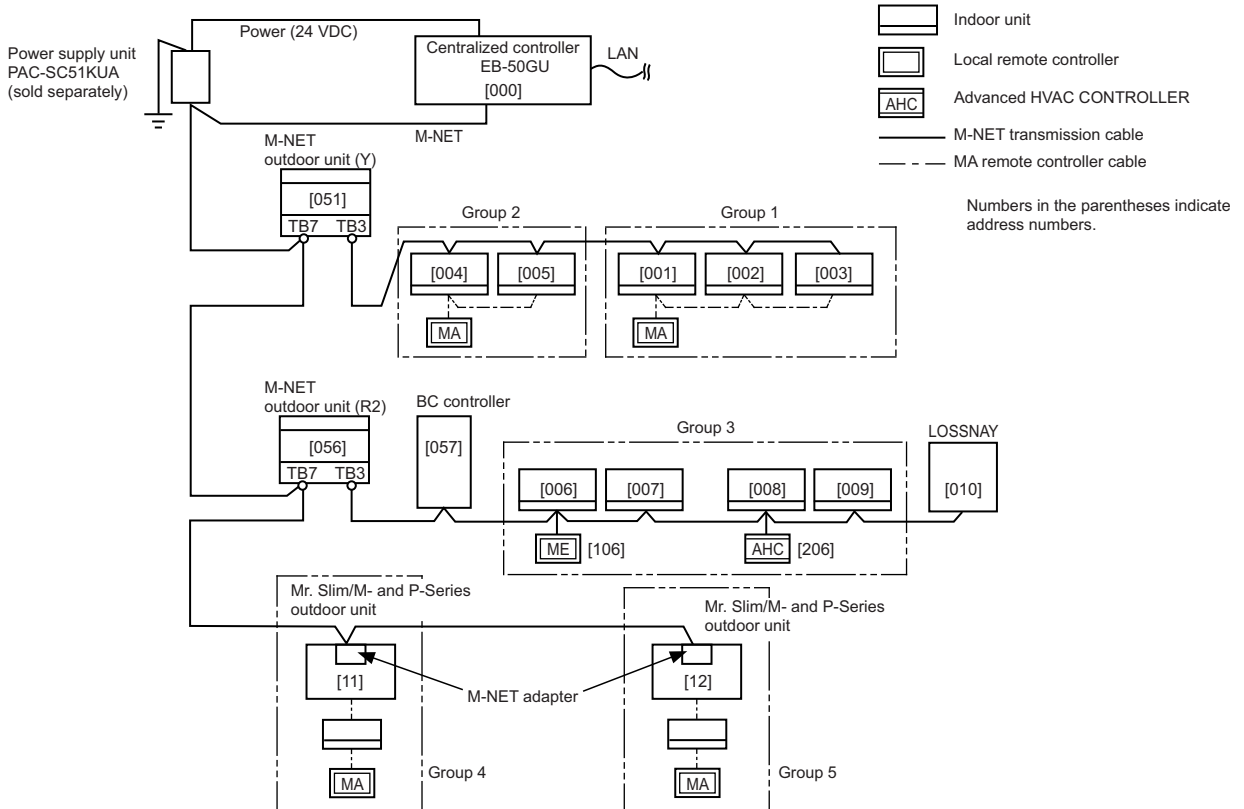 Power (24 VDC)
Power supply unit
PAC-SC51KUA
(sold separately)
Centralized controller
EB-50GU
[000]
LAN
M-NET
Indoor unit
Local remote controller
AHC
Advanced HVAC CONTROLLER
M-NET transmission cable
MA remote controller cable
Numbers in the parentheses indicate
address numbers.
M-NET
outdoor unit (Y)
[051]
TB7 TB3
Group 2
[004] [005]
MA
Group 1
[001] [002] [003]
MA
M-NET
outdoor unit (R2)
[056]
TB7 TB3
BC controller
[057]
Group 3
[006] [007] [008] [009]
ME [106]
AHC [206]
LOSSNAY
[010]
Mr. Slim/M- and P-Series
outdoor unit
[11]
MA
Group 4
M-NET adapter
Mr. Slim/M- and P-Series
outdoor unit
[12]
MA
Group 5